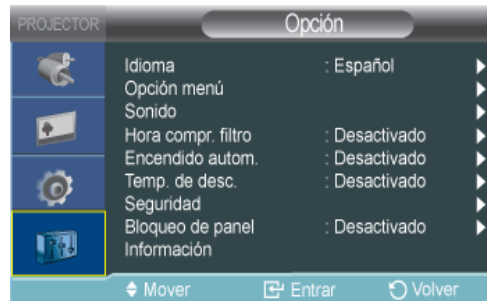 PROJECTOR
Opción
Idioma : Español
Opción menú
Sonido
Hora compr. filtro : Desactivado
Encendido autom. : Desactivado
Temp. de desc. : Desactivado
Seguridad
Bloqueo de panel : Desactivado
Información
Mover Entrar Volver